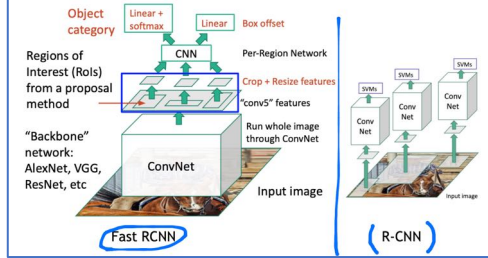 Object
category
Linear +
softmax
Linear
Box offset
CNN
Per-Region Network
Regions of
Interest (RoIs)
from a proposal
method
Crop + Resize features
"conv5" features
"Backbone"
network:
AlexNet, VGG,
ResNet, etc
Run whole image
through ConvNet
ConvNet
Input image
Fast RCNN
SVMs
SVMs
SVMs
Conv
Net
Conv
Net
Conv
Net
Input image
(R-CNN)